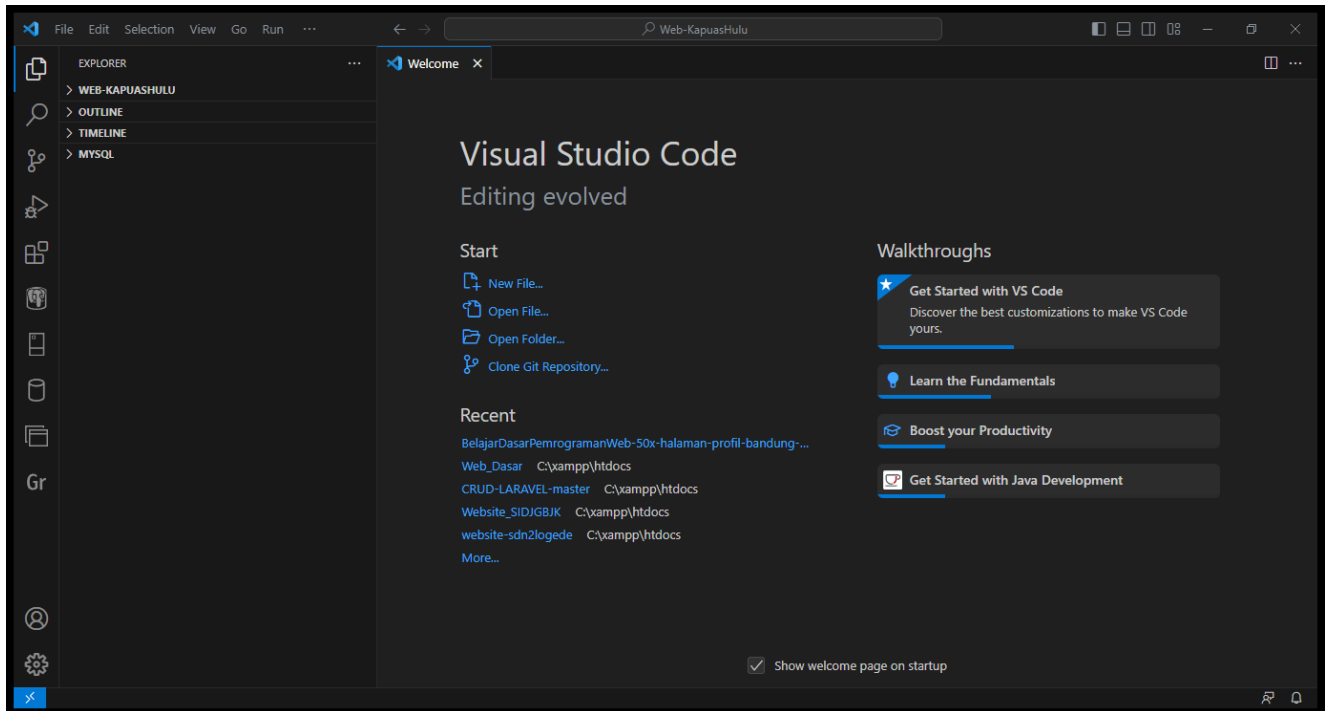 File Edit Selection View Go Run ···
Web-KapuasHulu
EXPLORER
Welcome
WEB-KAPUASHULU
OUTLINE
TIMELINE
MYSQL
Gr
Visual Studio Code
Editing evolved
Start
New File...
Open File...
Open Folder...
Clone Git Repository...
Recent
BelajarDasarPemrogramanWeb-50x-halaman-profil-bandung-...
Web_Dasar C:\xampp\htdocs
CRUD-LARAVEL-master C:\xampp\htdocs
Website_SIDJGBJK C:\xampp\htdocs
website-sdn2logede C:\xampp\htdocs
More...
Walkthroughs
Get Started with VS Code
Discover the best customizations to make VS Code
yours.
Learn the Fundamentals
Boost your Productivity
Get Started with Java Development
Show welcome page on startup